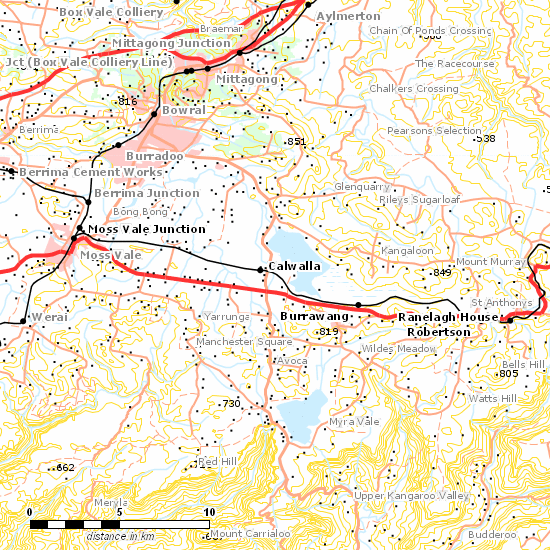 Box Vale Colliery
Aylmerton
Braemar
Chain Of Ponds Crossing
Mittagong Junction
Jct (Box Vale Colliery Line)
The Racecourse
Mittagong
Chalkers Crossing
816
Bowral
Pearsons Selection
538
Berrima
851
Burradoo
Berrima Cement Works
Glenquarry
Berrima Junction
Rileys Sugarloaf
Bong Bong
Moss Vale Junction
Kangaloon
Moss Vale
Mount Murray
Calwalla
849
St Anthonys
Werai
Yarrunga
Burrawang
Ranelagh House
819
Robertson
Manchester Square
Wildes Meadow
Avoca
Bells Hill
805
Watts Hill
730
Myra Vale
Red Hill
662
Upper Kangaroo Valley
Meryla
0 5 10
distance in km
Mount Carrialoo
Budderoo